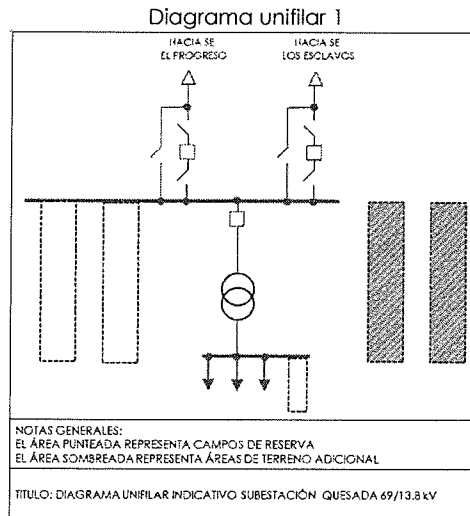 Diagrama unifilar 1
HACIA SE
EL PROGRESO
HACIA SE
LOS ESCLAVOS
NOTAS GENERALES:
EL ÁREA PUNTEADA REPRESENTA CAMPOS DE RESERVA
EL ÁREA SOMBREADA REPRESENTA ÁREAS DE TERRENO ADICIONAL
TITULO: DIAGRAMA UNIFILAR INDICATIVO SUBESTACIÓN QUESADA 69/13.8 kV